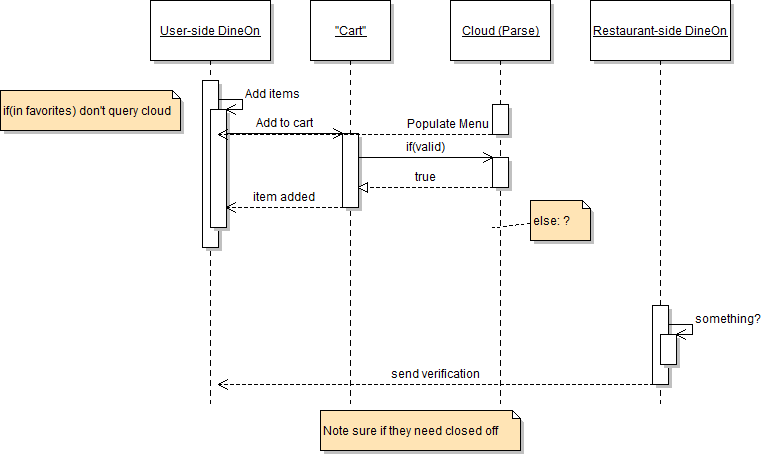 User-side DineOn
"Cart"
Cloud (Parse)
Restaurant-side DineOn
Add items
if(in favorites) don't query cloud
Add to cart
Populate Menu
if(valid)
true
item added
else: ?
something?
send verification
Note sure if they need closed off